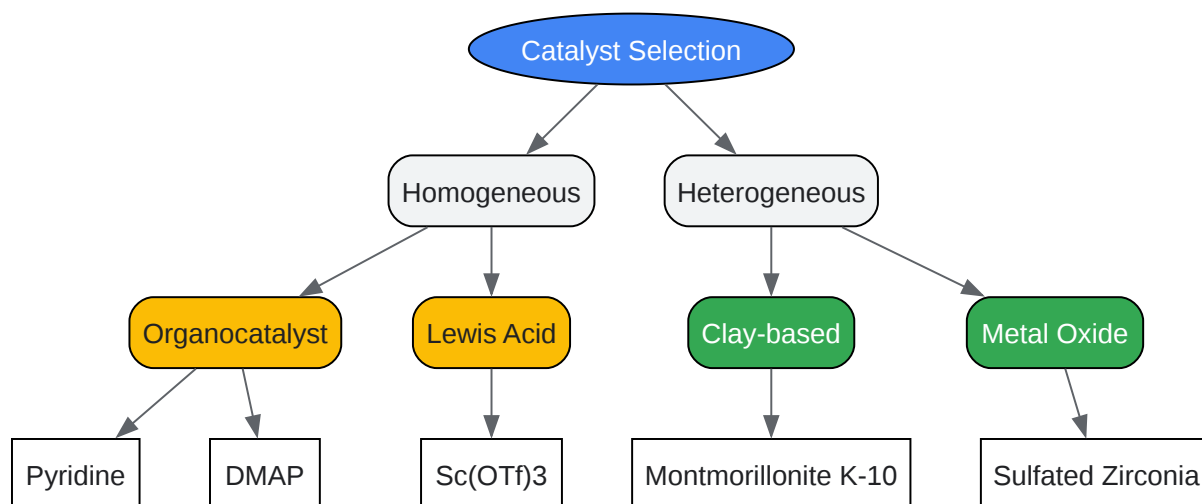 Catalyst Selection
Homogeneous
Heterogeneous
Organocatalyst
Lewis Acid
Clay-based
Metal Oxide
Pyridine
DMAP
Sc(OTf)3
Montmorillonite K-10
Sulfated Zirconia